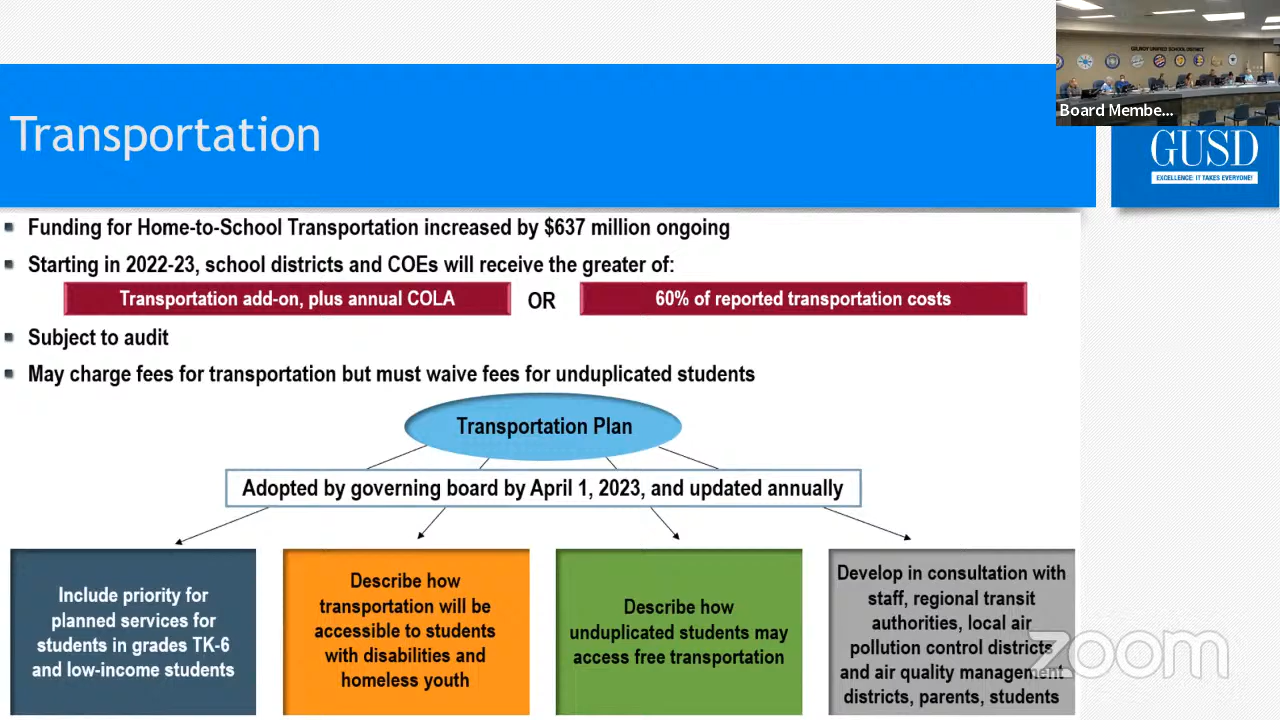 GILROY UNIFIED SCHOOL DISTRICT
Board Membe...
Transportation
GUSD
EXCELLENCE: IT TAKES EVERYONE!
Funding for Home-to-School Transportation increased by $637 million ongoing
Starting in 2022-23, school districts and COEs will receive the greater of:
Transportation add-on, plus annual COLA
OR
60% of reported transportation costs
Subject to audit
May charge fees for transportation but must waive fees for unduplicated students
Transportation Plan
Adopted by governing board by April 1, 2023, and updated annually
Include priority for
planned services for
students in grades TK-6
and low-income students
Describe how
transportation will be
accessible to students
with disabilities and
homeless youth
Describe how
unduplicated students may
access free transportation
Develop in consultation with
staff, regional transit
authorities, local air
pollution control districts
and air quality management
districts, parents, students
zoom